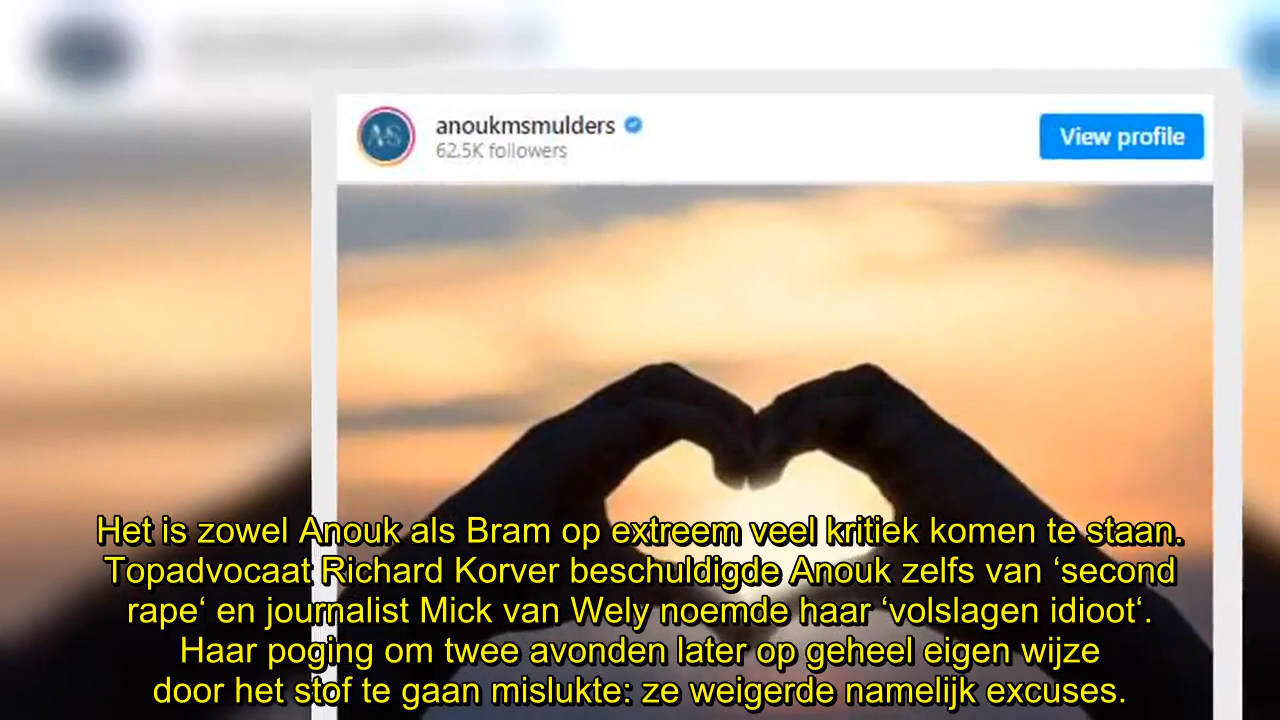 anoukmsmulders
62.5K followers
View profile
Het is zowel Anouk als Bram op extreem veel kritiek komen te staan.
Topadvocaat Richard Korver beschuldigde Anouk zelfs van ‘second
rape‘ en journalist Mick van Wely noemde haar ‘volslagen idioot‘.
Haar poging om twee avonden later op geheel eigen wijze
door het stof te gaan mislukte: ze weigerde namelijk excuses.